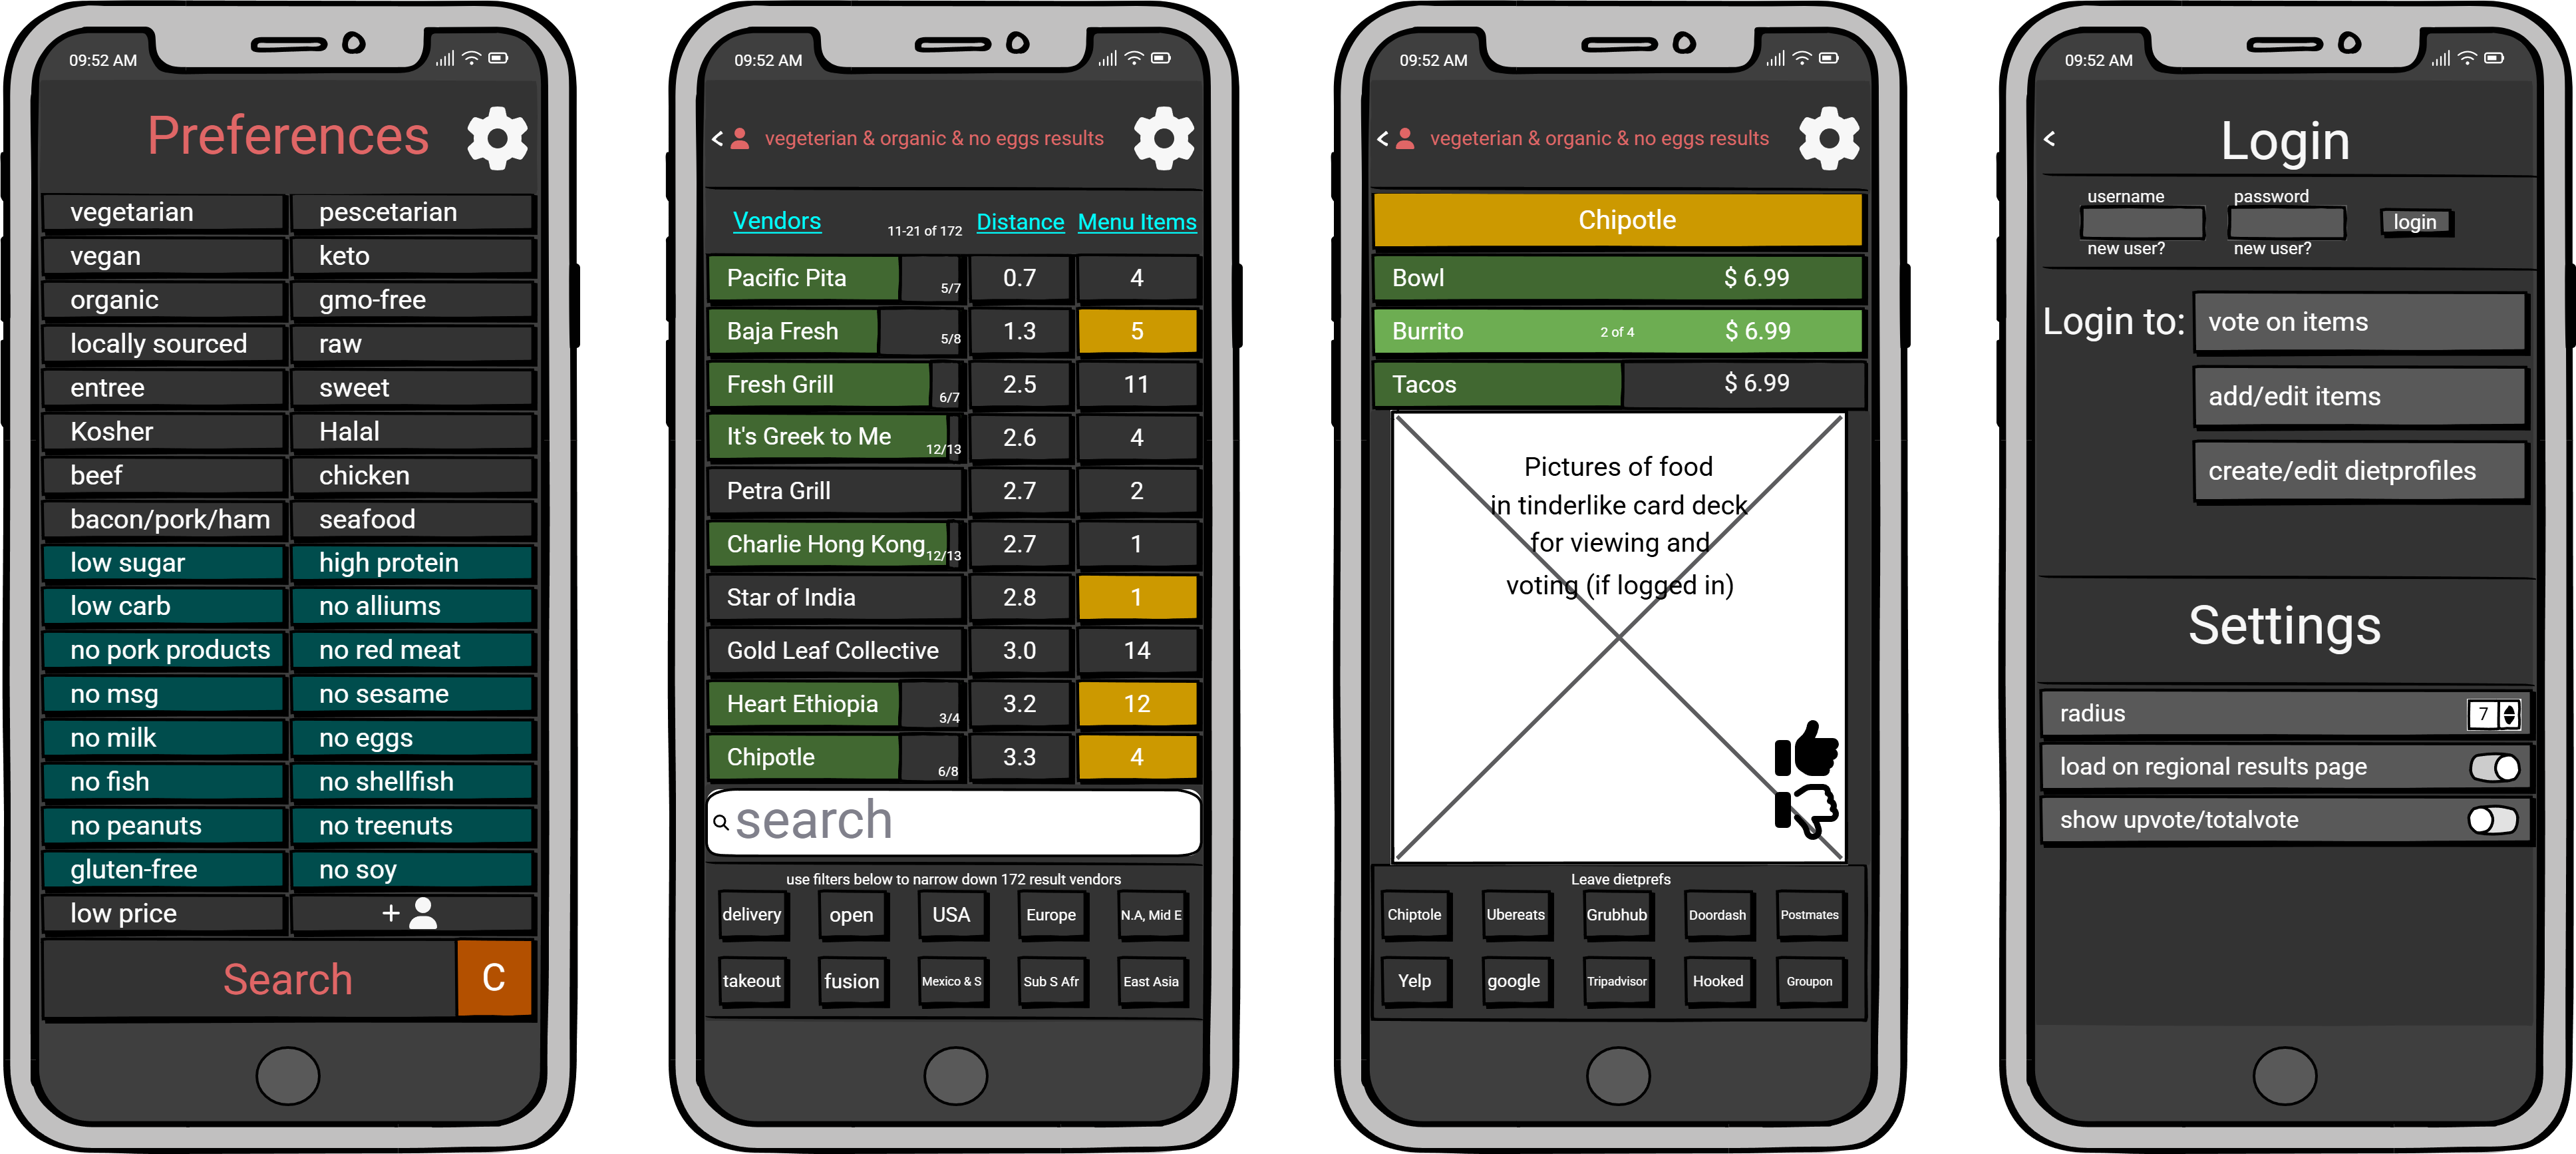 09:52 AM
Preferences
vegetarian pescetarian
vegan keto
organic gmo-free
locally sourced raw
entree sweet
Kosher Halal
beef chicken
bacon/pork/ham seafood
low sugar high protein
low carb no alliums
no pork products no red meat
no msg no sesame
no milk no eggs
no fish no shellfish
no peanuts no treenuts
gluten-free no soy
low price +
Search C
09:52 AM
< vegeterian & organic & no eggs results
Vendors 11-21 of 172 Distance Menu Items
Pacific Pita 5/7 0.7 4
Baja Fresh 5/8 1.3 5
Fresh Grill 6/7 2.5 11
It's Greek to Me 12/13 2.6 4
Petra Grill 2.7 2
Charlie Hong Kong 12/13 2.7 1
Star of India 2.8 1
Gold Leaf Collective 3.0 14
Heart Ethiopia 3/4 3.2 12
Chipotle 6/8 3.3 4
search
use filters below to narrow down 172 result vendors
delivery open USA Europe N.A, Mid E
takeout fusion Mexico & S Sub S Afr East Asia
09:52 AM
< vegeterian & organic & no eggs results
Chipotle
Bowl $ 6.99
Burrito 2 of 4 $ 6.99
Tacos $ 6.99
Pictures of food
in tinderlike card deck
for viewing and
voting (if logged in)
Leave dietprefs
Chiptole Ubereats Grubhub Doordash Postmates
Yelp google Tripadvisor Hooked Groupon
09:52 AM
< Login
username password
login
new user? new user?
Login to: vote on items
add/edit items
create/edit dietprofiles
Settings
radius 7
load on regional results page
show upvote/totalvote